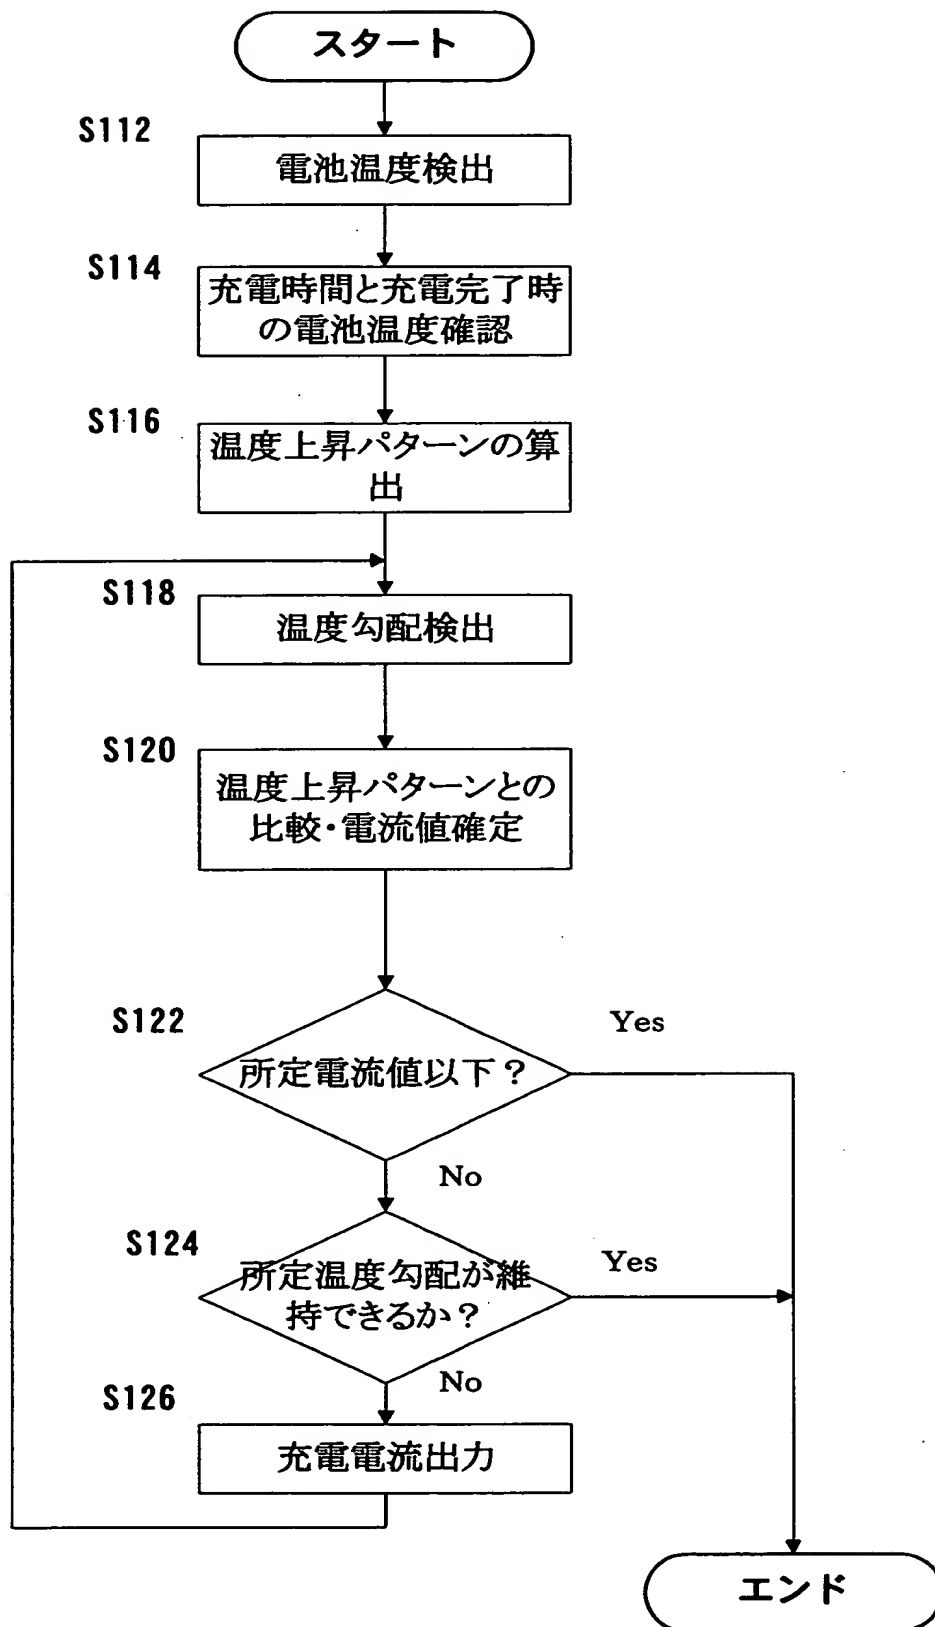 スタート
S112
電池温度検出
S114
充電時間と充電完了時
の電池温度確認
S116
温度上昇パターンの算
出
S118
温度勾配検出
S120
温度上昇パターンとの
比較・電流値確定
S122
Yes
所定電流値以下?
No
S124
Yes
所定温度勾配が維
持できるか?
No
S126
充電電流出力
エンド